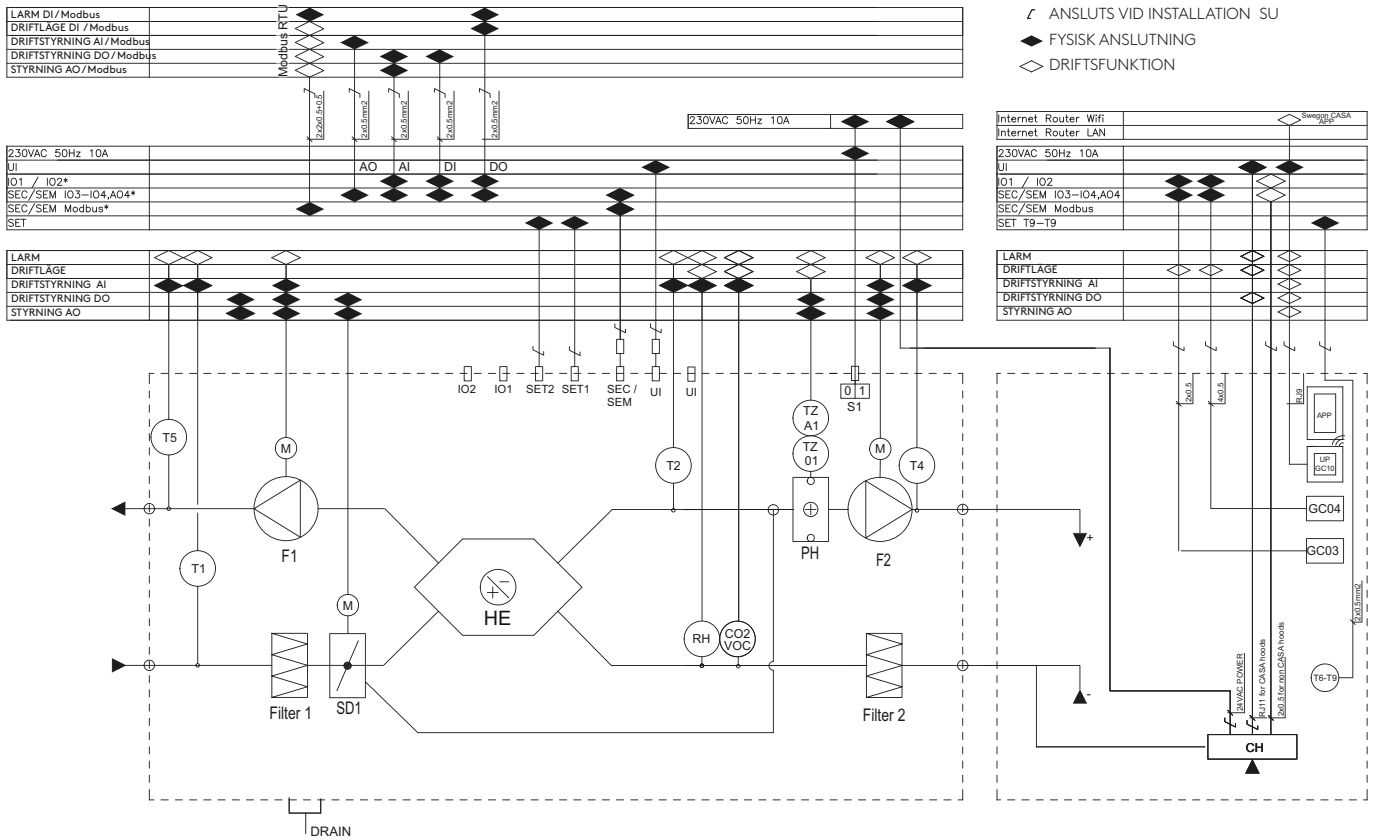 LARM DI / Modbus
DRIFTLÄGE DI / Modbus
DRIFTSTYRNING AI/Modbus
DRIFTSTYRNING DO/Modbus
STYRNING AO/Modbus
Modbus RTU
2x2x0.5+0.5
2x0.5mm2
2x0.5mm2
2x0.5mm2
2x0.5mm2
ANSLUTS VID INSTALLATION SU
FYSISK ANSLUTNING
DRIFTSFUNKTION
230VAC 50Hz 10A
230VAC 50Hz 10A
UI
AO
AI
DI
DO
IO1 / IO2*
SEC/SEM IO3-IO4,AO4*
SEC/SEM Modbus*
SET
Internet Router Wifi
Swegon CASA
APP
Internet Router LAN
230VAC 50Hz 10A
UI
IO1 / IO2
SEC/SEM IO3-IO4,AO4
SEC/SEM Modbus
SET T9-T9
LARM
DRIFTLÄGE
DRIFTSTYRNING AI
DRIFTSTYRNING DO
STYRNING AO
LARM
DRIFTLÄGE
DRIFTSTYRNING AI
DRIFTSTYRNING DO
STYRNING AO
IO2
IO1
SET2
SET1
SEC /
SEM
UI
UI
0 1
S1
T5
M
F1
T1
M
T2
TZ
A1
TZ
01
M
T4
PH
F2
+
HE
+
-
RH
CO2
VOC
Filter 1
SD1
Filter 2
-
DRAIN
2x0.5
4x0.5
RJ9
APP
UP
GC10
GC04
GC03
2x0.5mm2
T6-T9
24VAC POWER
RJ11 for CASA hoods
2x0.5 for non CASA hoods
CH